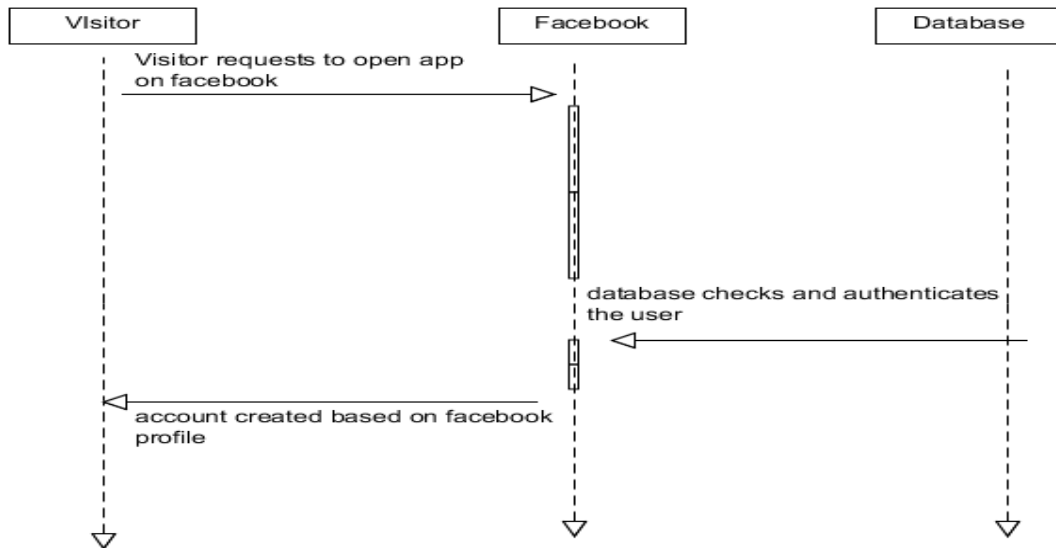 VIsitor
Facebook
Database
Visitor requests to open app
on facebook
database checks and authenticates
the user
account created based on facebook
profile